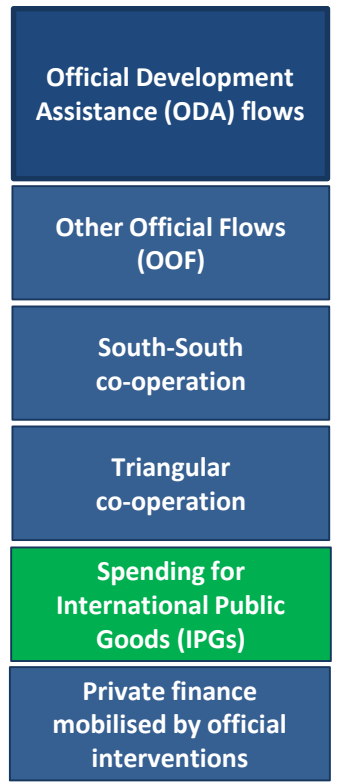 Official Development
Assistance (ODA) flows
Other Official Flows
(OOF)
South-South
co-operation
Triangular
co-operation
Spending for
International Public
Goods (IPGs)
Private finance
mobilised by official
interventions